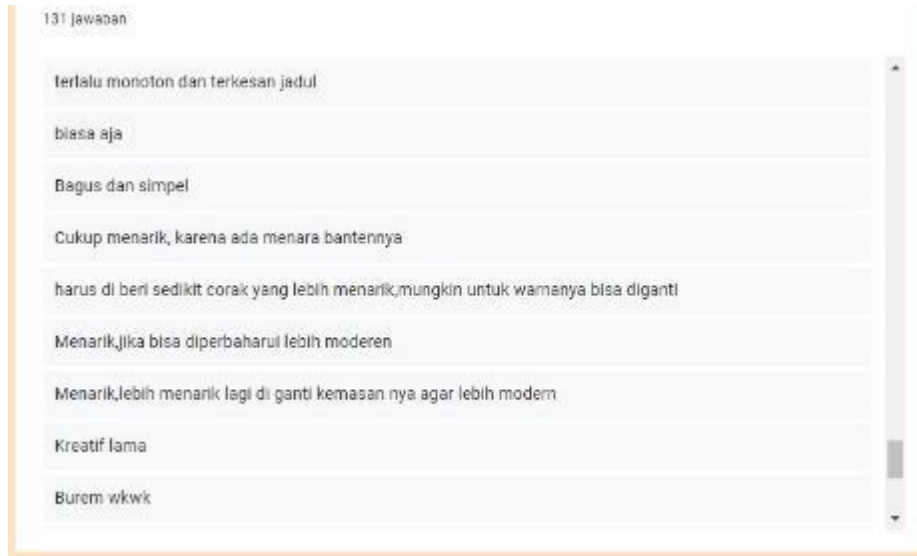 131 jawaban
terlalu monoton dan terkesan jadul
biasa aja
Bagus dan simpel
Cukup menarik, karena ada menara bantennya
harus di beri sedikit corak yang lebih menarik,mungkin untuk warnanya bisa diganti
Menarik,jika bisa diperbaharui lebih moderen
Menarik,lebih menarik lagi di ganti kemasan nya agar lebih modern
Kreatif lama
Burem wkwk